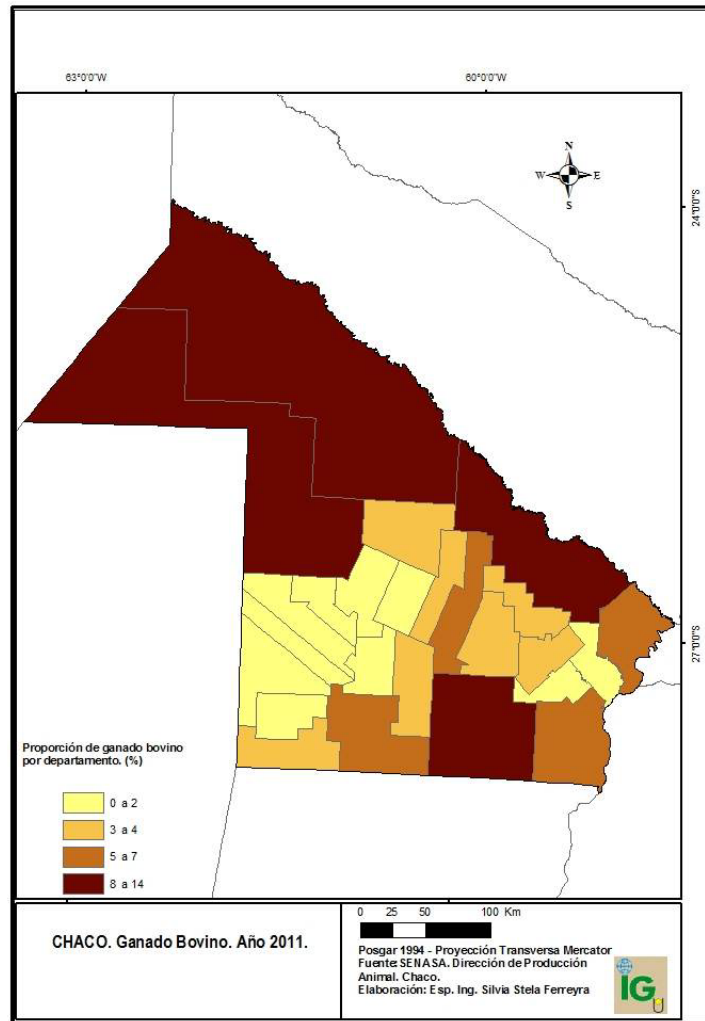 63°0'0"W
60°0'0"W
N
W E
S
24°0'0"S
27°0'0"S
Proporción de ganado bovino
por departamento. (%)
0 a 2
3 a 4
5 a 7
8 a 14
CHACO. Ganado Bovino. Año 2011.
0 25 50 100 Km
Posgar 1994 - Proyección Transversa Mercator
Fuente: SENASA. Dirección de Producción
Animal. Chaco.
Elaboración: Esp. Ing. Silvia Stela Ferreyra
IG